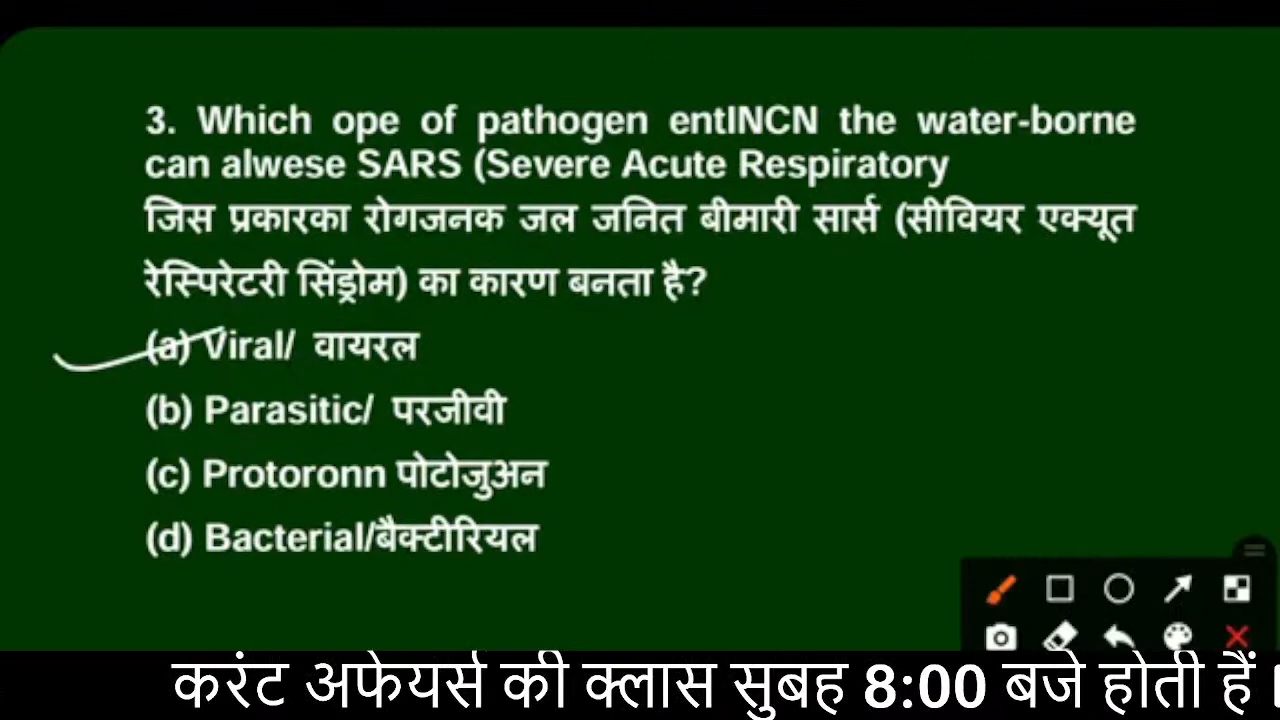 3. Which ope of pathogen entINCN the water-borne
can alwese SARS (Severe Acute Respiratory
जिस प्रकारका रोगजनक जल जनित बीमारी सार्स (सीवियर एक्यूत
रेस्पिरेटरी सिंड्रोम) का कारण बनता है?
(a) Viral/ वायरल
(b) Parasitic/ परजीवी
(c) Protoronn पोटोजुअन
(d) Bacterial/बैक्टीरियल
करंट अफेयर्स की क्लास सुबह 8:00 बजे होती हैं